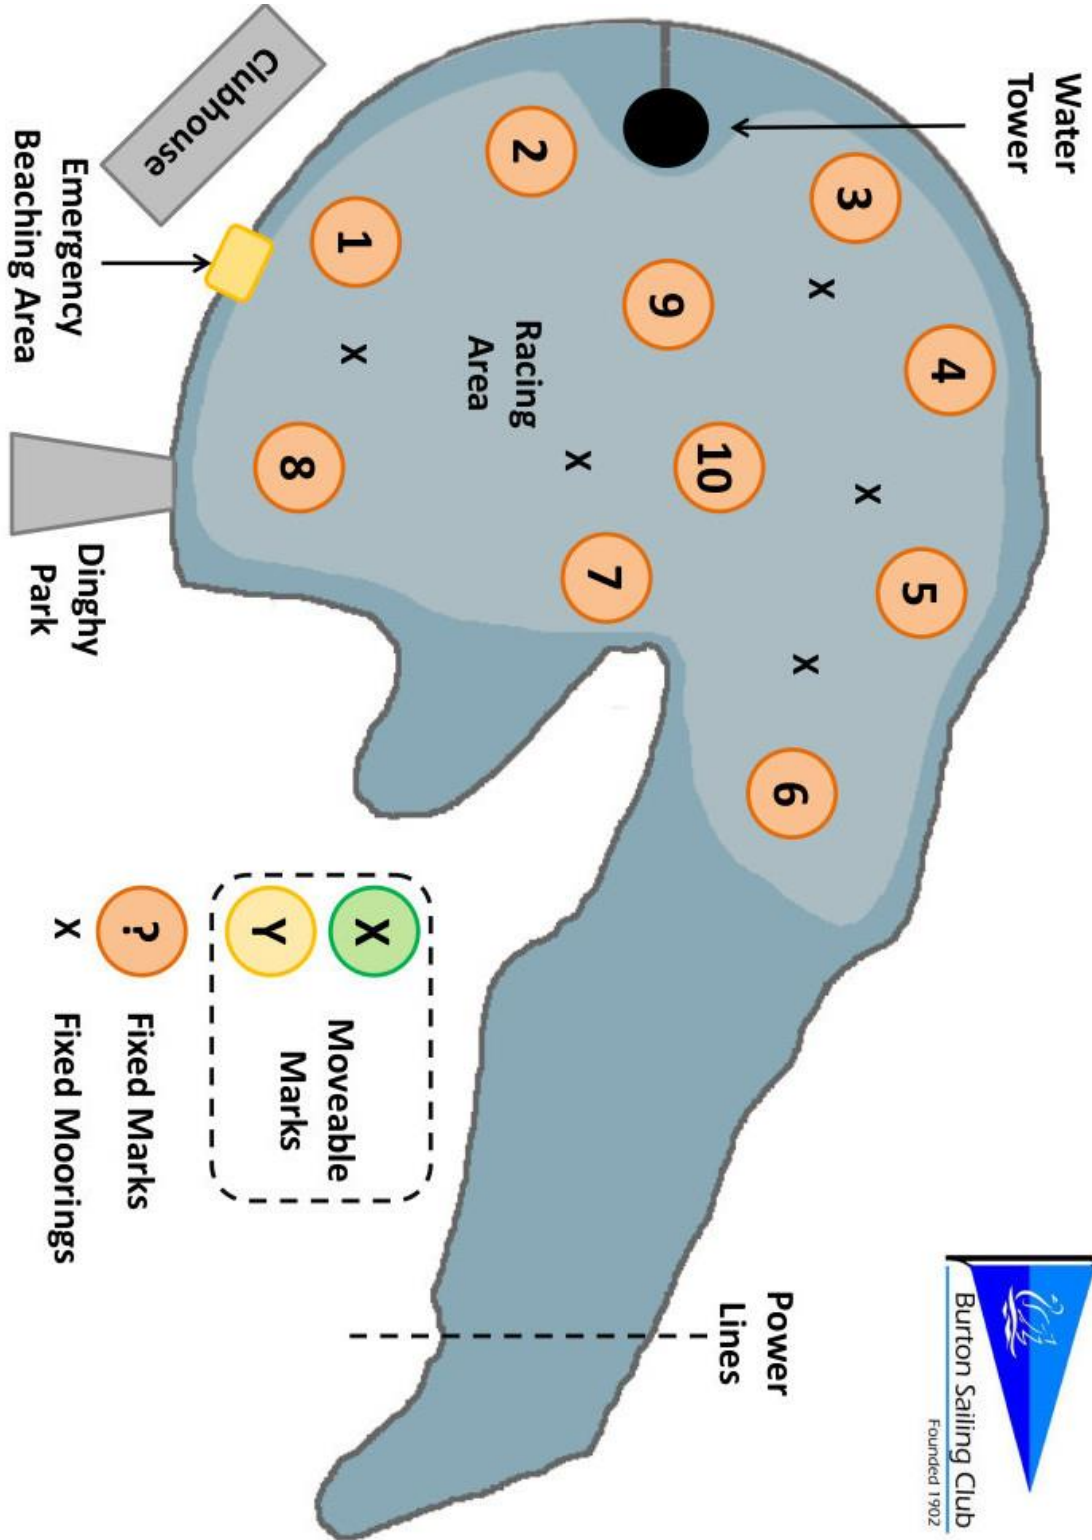 Water
Tower
Clubhouse
Emergency
Beaching Area
Dinghy
Park
Racing
Area
1
2
3
4
5
6
7
8
9
10
X
X
X
X
X
X
Y
Moveable
Marks
?
Fixed Marks
X
Fixed Moorings
Power
Lines
Burton Sailing Club
Founded 1902